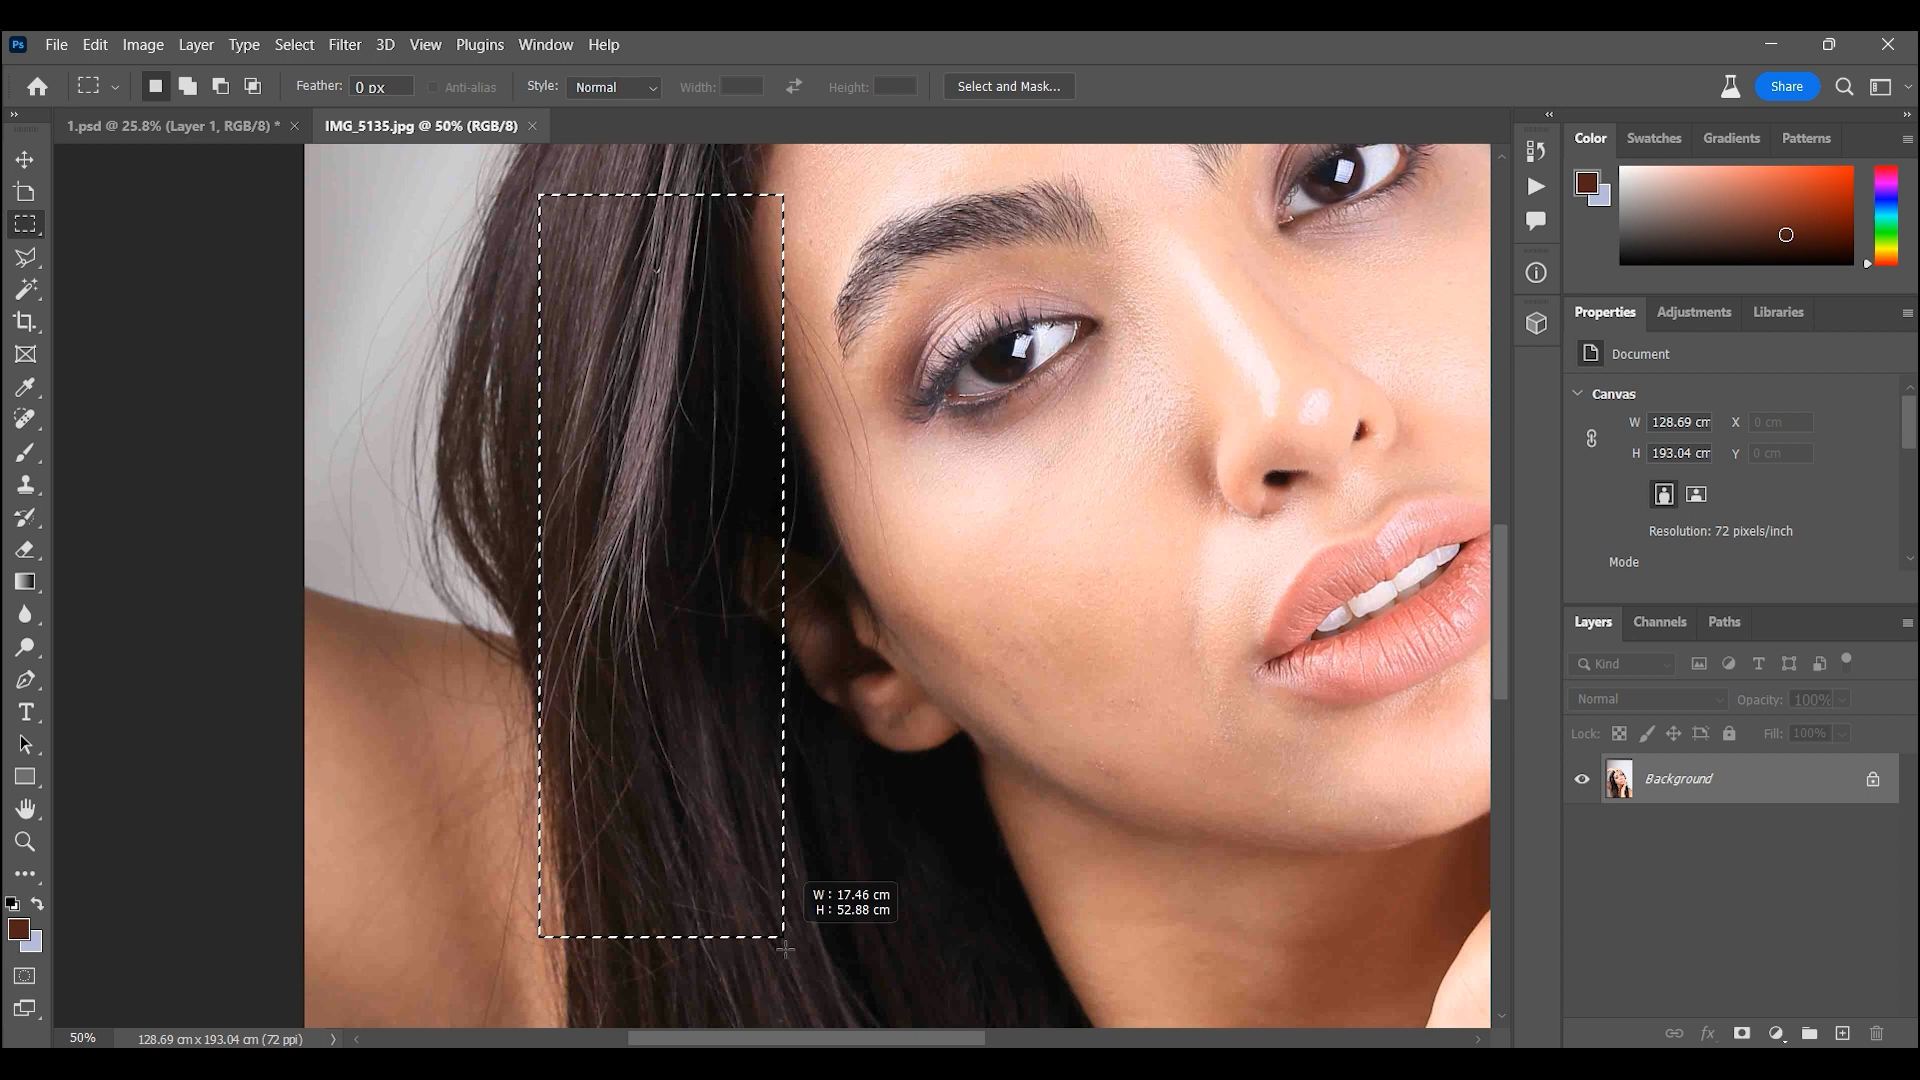 Ps File Edit Image Layer Type Select Filter 3D View Plugins Window Help
Feather: 0 px Anti-alias Style: Normal Width: Height: Select and Mask... Share
1.psd @ 25.8% (Layer 1, RGB/8) * IMG_5135.jpg @ 50% (RGB/8)
Color Swatches Gradients Patterns
Properties Adjustments Libraries
Document
Canvas
W 128.69 cm X 0 cm
H 193.04 cm Y 0 cm
Resolution: 72 pixels/inch
Mode
Layers Channels Paths
Kind
Normal Opacity: 100%
Lock: Fill: 100%
Background
W : 17.46 cm
H : 52.88 cm
50% 128.69 cm x 193.04 cm (72 ppi)